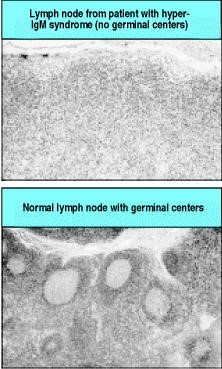 Lymph node from patient with hyper-
IgM syndrome (no germinal centers)
Normal lymph node with germinal centers